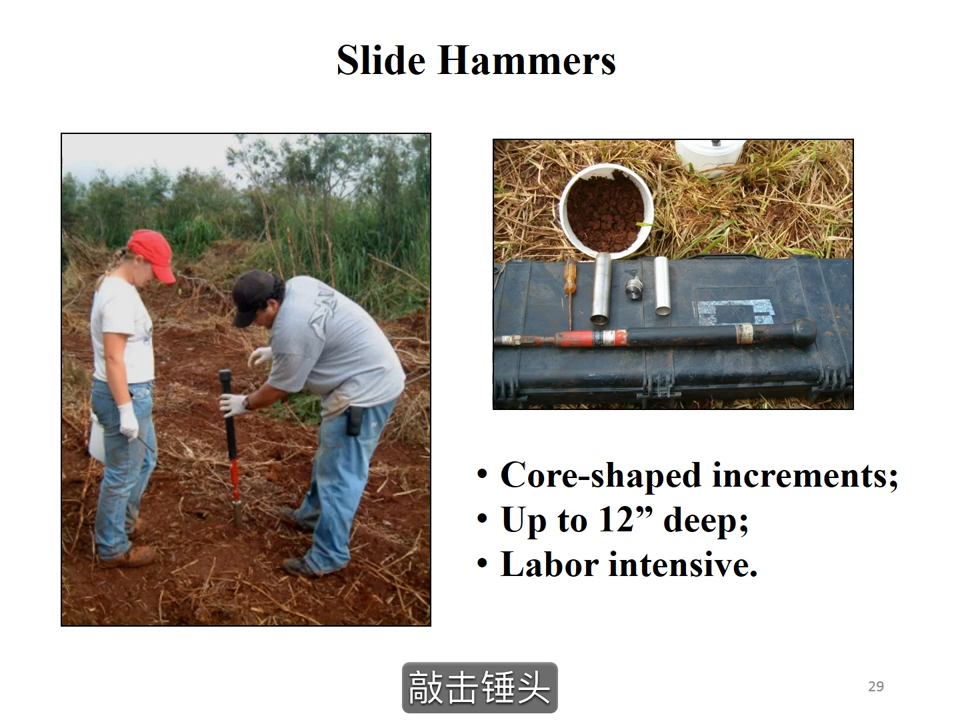 Slide Hammers
• Core-shaped increments;
• Up to 12” deep;
• Labor intensive.
敲击锤头
29